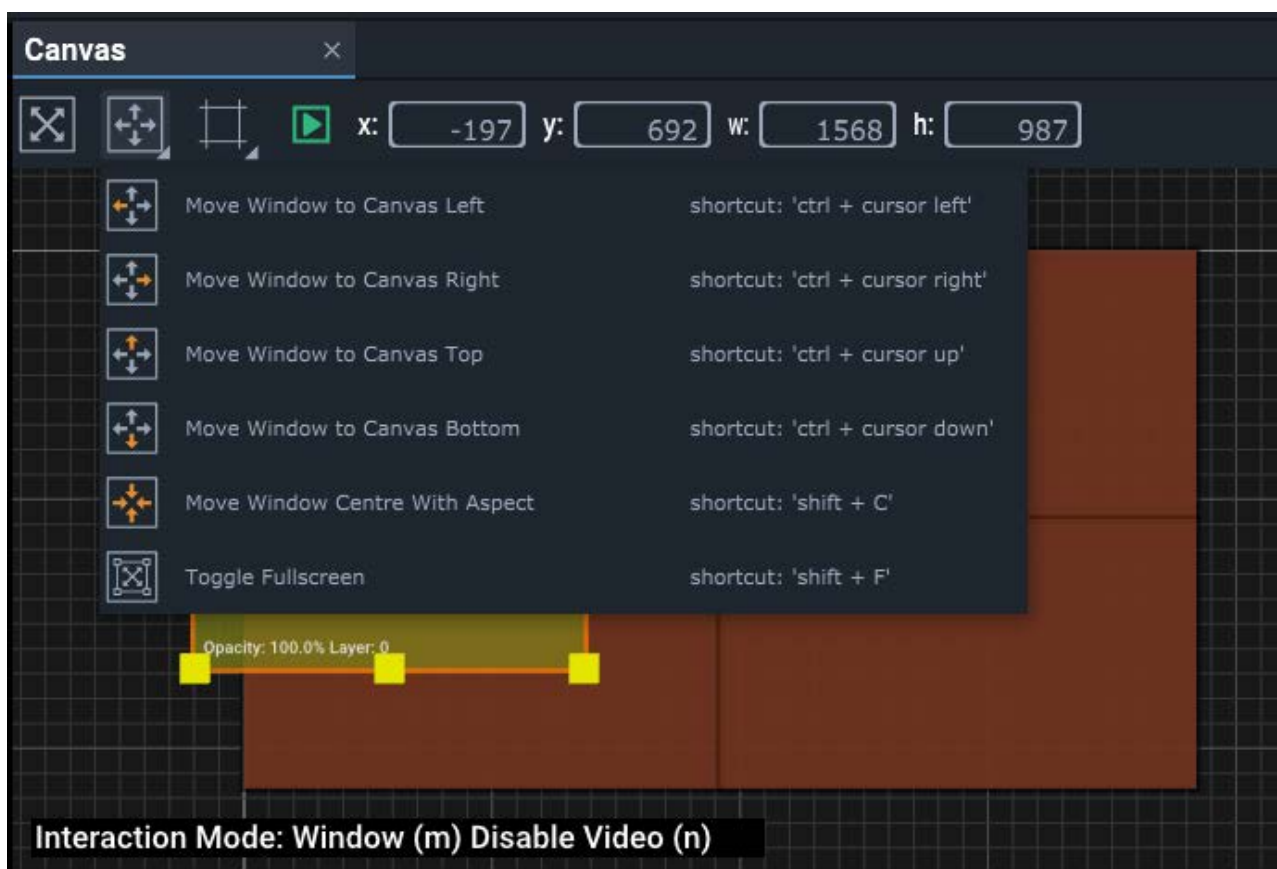 Canvas
x: -197 y: 692 w: 1568 h: 987
Move Window to Canvas Left shortcut: 'ctrl + cursor left'
Move Window to Canvas Right shortcut: 'ctrl + cursor right'
Move Window to Canvas Top shortcut: 'ctrl + cursor up'
Move Window to Canvas Bottom shortcut: 'ctrl + cursor down'
Move Window Centre With Aspect shortcut: 'shift + C'
Toggle Fullscreen shortcut: 'shift + F'
Opacity: 100.0% Layer: 0
Interaction Mode: Window (m) Disable Video (n)